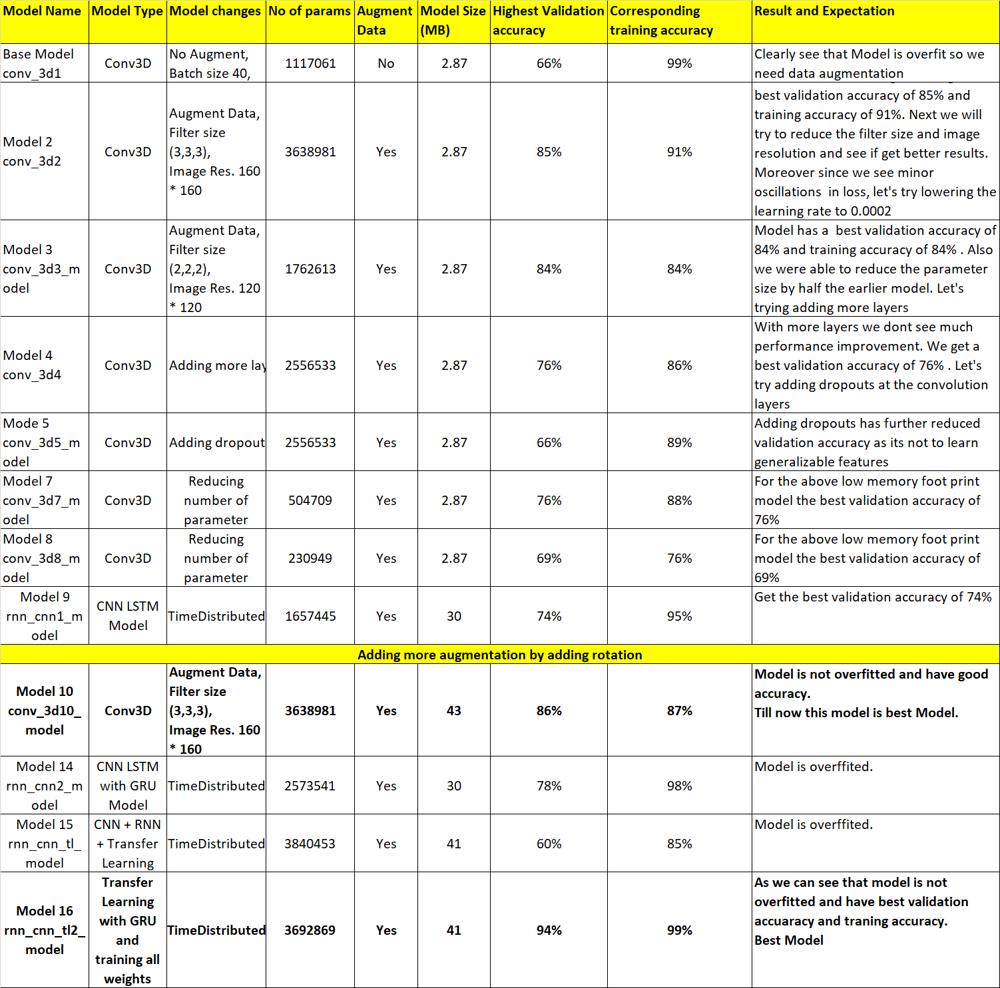 Model Name Model Type Model changes No of params Augment Data Model Size (MB) Highest Validation accuracy Corresponding training accuracy Result and Expectation
Base Model
conv_3d1
Conv3D
No Augment,
Batch size 40,
1117061
No
2.87
66%
99%
Clearly see that Model is overfit so we
need data augmentation
Model 2
conv_3d2
Conv3D
Augment Data,
Filter size
(3,3,3),
Image Res. 160
* 160
3638981
Yes
2.87
85%
91%
best validation accuracy of 85% and
training accuracy of 91%. Next we will
try to reduce the filter size and image
resolution and see if get better results.
Moreover since we see minor
oscillations  in loss, let's try lowering the
learning rate to 0.0002
Model 3
conv_3d3_m
odel
Conv3D
Augment Data,
Filter size
(2,2,2),
Image Res. 120
* 120
1762613
Yes
2.87
84%
84%
Model has a  best validation accuracy of
84% and training accuracy of 84% . Also
we were able to reduce the parameter
size by half the earlier model. Let's
trying adding more layers
Model 4
conv_3d4
Conv3D
Adding more lay
2556533
Yes
2.87
76%
86%
With more layers we dont see much
performance improvement. We get a
best validation accuracy of 76% . Let's
try adding dropouts at the convolution
layers
Mode 5
conv_3d5_m
odel
Conv3D
Adding dropout
2556533
Yes
2.87
66%
89%
Adding dropouts has further reduced
validation accuracy as its not to learn
generalizable features
Model 7
conv_3d7_m
odel
Conv3D
Reducing
number of
parameter
504709
Yes
2.87
76%
88%
For the above low memory foot print
model the best validation accuracy of
76%
Model 8
conv_3d8_m
odel
Conv3D
Reducing
number of
parameter
230949
Yes
2.87
69%
76%
For the above low memory foot print
model the best validation accuracy of
69%
Model 9
rnn_cnn1_m
odel
CNN LSTM
Model
TimeDistributed
1657445
Yes
30
74%
95%
Get the best validation accuracy of 74%
Adding more augmentation by adding rotation
Model 10
conv_3d10_
model
Conv3D
Augment Data,
Filter size
(3,3,3),
Image Res. 160
* 160
3638981
Yes
43
86%
87%
Model is not overfitted and have good
accuracy.
Till now this model is best Model.
Model 14
rnn_cnn2_m
odel
CNN LSTM
with GRU
Model
TimeDistributed
2573541
Yes
30
78%
98%
Model is overffited.
Model 15
rnn_cnn_tl_
model
CNN + RNN
+ Transfer
Learning
TimeDistributed
3840453
Yes
41
60%
85%
Model is overffited.
Model 16
rnn_cnn_tl2_
model
Transfer
Learning
with GRU
and
training all
weights
TimeDistributed
3692869
Yes
41
94%
99%
As we can see that model is not
overfitted and have best validation
accuaracy and traning accuracy.
Best Model